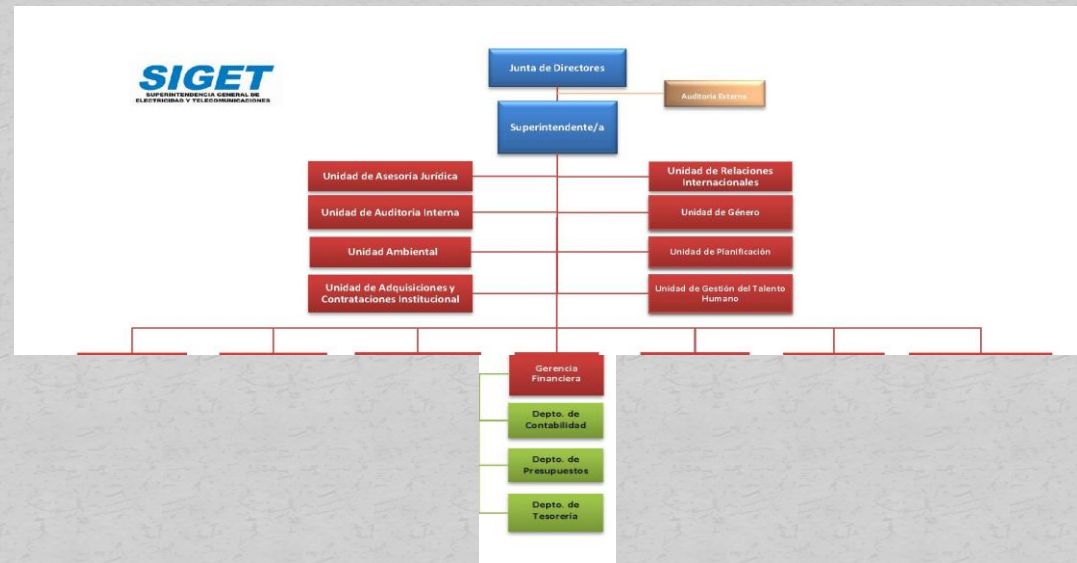 SIGET
SUPERINTENDENCIA GENERAL DE
ELECTRICIDAD Y TELECOMUNICACIONES
Junta de Directores
Auditoria Externa
Superintendente/a
Unidad de Asesoría Jurídica
Unidad de Relaciones
Internacionales
Unidad de Auditoria Interna
Unidad de Género
Unidad Ambiental
Unidad de Planificación
Unidad de Adquisiciones y
Contrataciones Institucional
Unidad de Gestión del Talento
Humano
Gerencia
Financiera
Depto. de
Contabilidad
Depto. de
Presupuestos
Depto. de
Tesorería